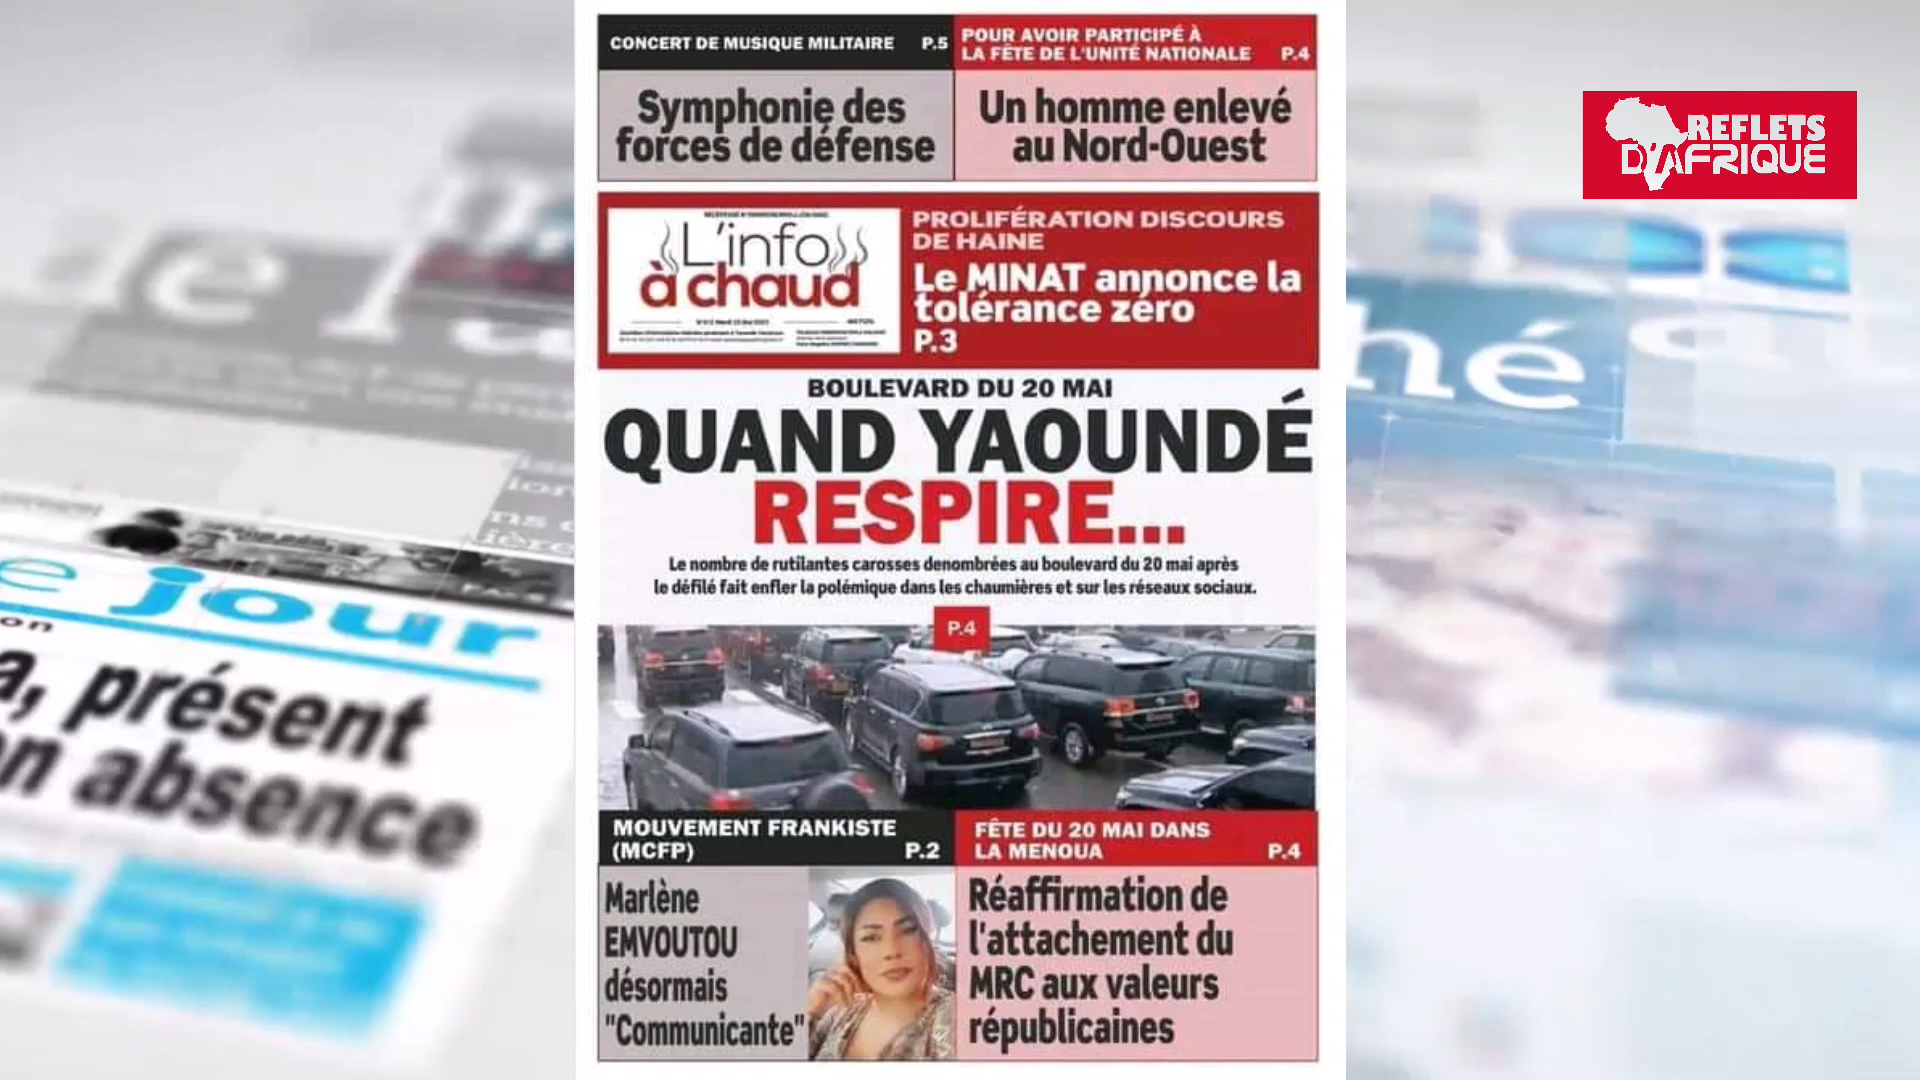 CONCERT DE MUSIQUE MILITAIRE P.5
Symphonie des
forces de défense
POUR AVOIR PARTICIPÉ À
LA FÊTE DE L'UNITÉ NATIONALE P.4
Un homme enlevé
au Nord-Ouest
REFLETS
D'AFRIQUE
L'info
à chaud
PROLIFÉRATION DISCOURS
DE HAINE
Le MINAT annonce la
tolérance zéro
P.3
BOULEVARD DU 20 MAI
QUAND YAOUNDÉ
RESPIRE...
Le nombre de rutilantes carosses denombrées au boulevard du 20 mai après
le défilé fait enfler la polémique dans les chaumières et sur les réseaux sociaux.
P.4
MOUVEMENT FRANKISTE
(MCFP) P.2
Marlène
EMVOUTOU
désormais
"Communicante"
FÊTE DU 20 MAI DANS
LA MENOUA P.4
Réaffirmation de
l'attachement du
MRC aux valeurs
républicaines
de l'a
e jour
on
a, présent
on absence
hé